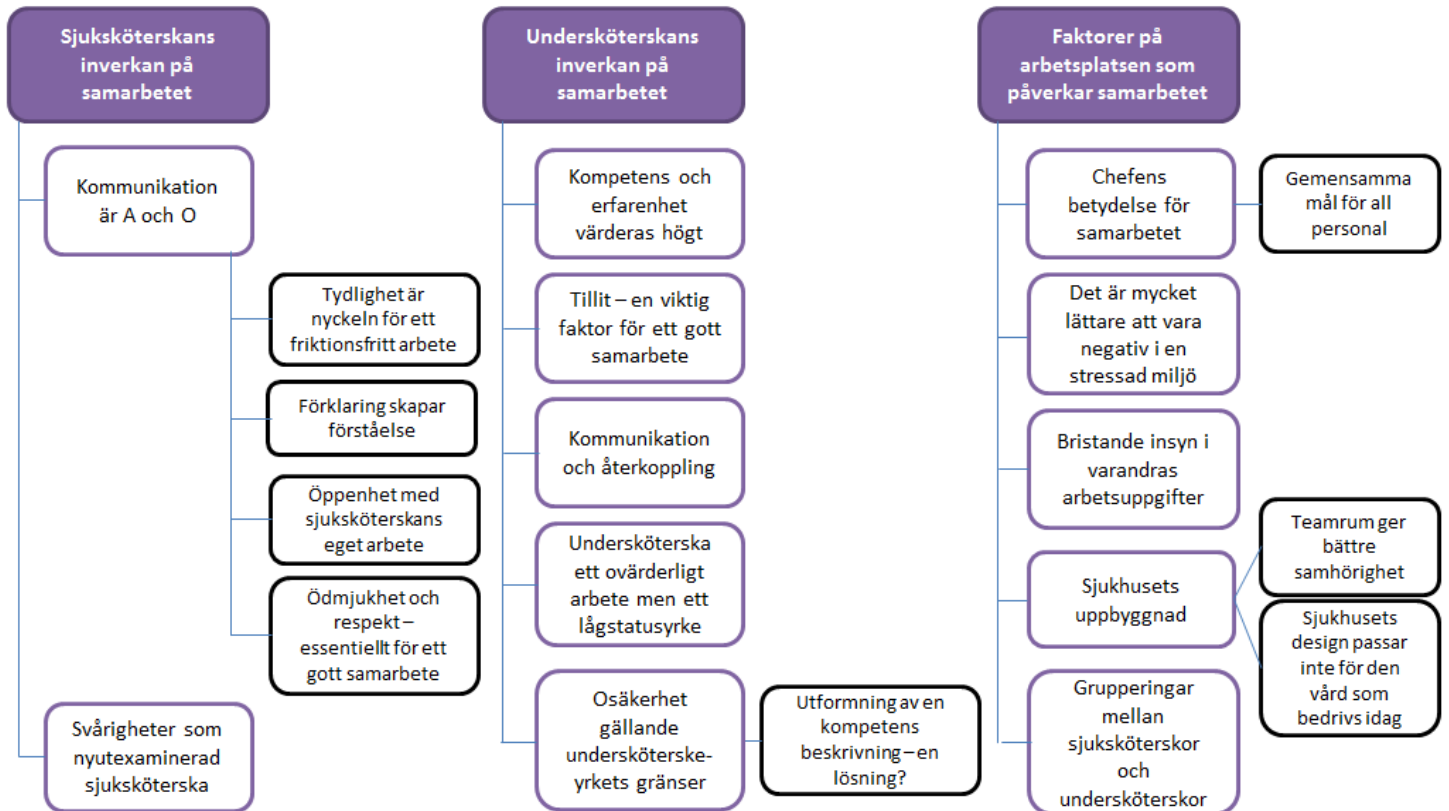 Sjuksköterskans
inverkan på
samarbetet
Kommunikation
är A och O
Tydlighet är
nyckeln för ett
friktionsfritt arbete
Förklaring skapar
förståelse
Öppenhet med
sjuksköterskans
eget arbete
Ödmjukhet och
respekt –
essentiellt för ett
gott samarbete
Svårigheter som
nyutexaminerad
sjuksköterska
Undersköterskans
inverkan på
samarbetet
Kompetens och
erfarenhet
värderas högt
Tillit – en viktig
faktor för ett gott
samarbete
Kommunikation
och återkoppling
Undersköterska
ett ovärderligt
arbete men ett
lågstatusyrke
Osäkerhet
gällande
undersköterske-
yrkets gränser
Utformning av en
kompetens
beskrivning – en
lösning?
Faktorer på
arbetsplatsen som
påverkar samarbetet
Chefens
betydelse för
samarbetet
Gemensamma
mål för all
personal
Det är mycket
lättare att vara
negativ i en
stressad miljö
Bristande insyn i
varandras
arbetsuppgifter
Sjukhusets
uppbyggnad
Teamrum ger
bättre
samhörighet
Sjukhusets
design passar
inte för den
vård som
bedrivs idag
Grupperingar
mellan
sjuksköterskor
och
undersköterskor